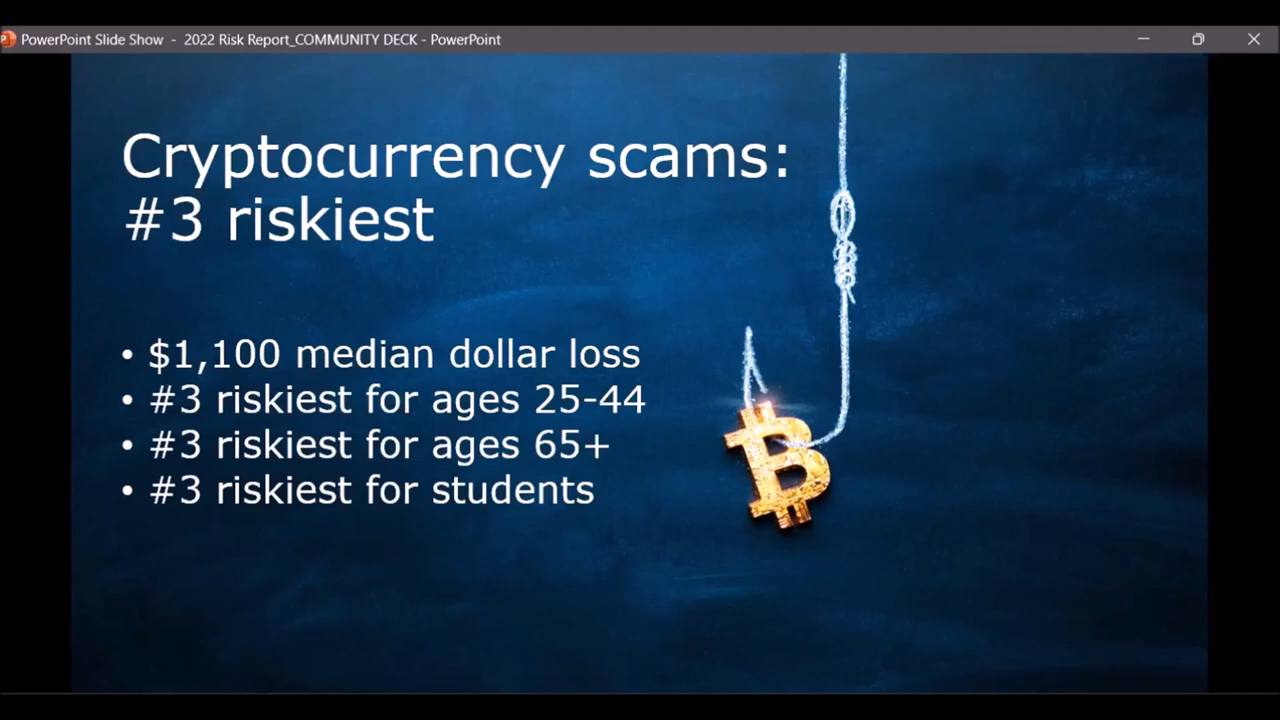 PowerPoint Slide Show - 2022 Risk Report_COMMUNITY DECK - PowerPoint
Cryptocurrency scams:
#3 riskiest
• $1,100 median dollar loss
• #3 riskiest for ages 25-44
• #3 riskiest for ages 65+
• #3 riskiest for students